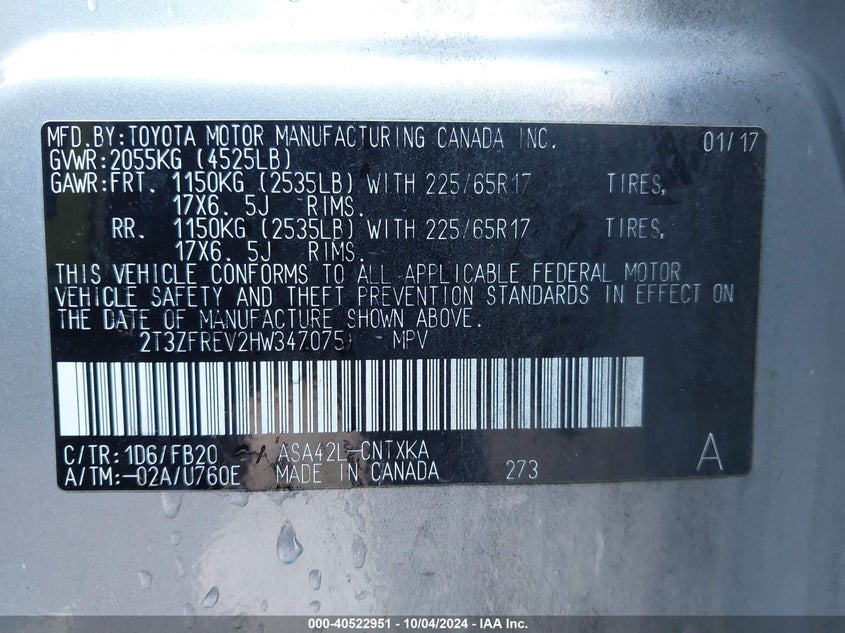 MFD.BY:TOYOTA MOTOR MANUFACTURING CANADA INC. 01/17
GVWR:2055KG (4525LB)
GAWR:FRT. 1150KG (2535LB) WITH 225/65R17 TIRES,
17X6. 5J RIMS.
RR. 1150KG (2535LB) WITH 225/65R17 TIRES,
17X6. 5J RIMS.
THIS VEHICLE CONFORMS TO ALL APPLICABLE FEDERAL MOTOR
VEHICLE SAFETY AND THEFT PREVENTION STANDARDS IN EFFECT ON
THE DATE OF MANUFACTURE SHOWN ABOVE.
2T3ZFREV2HW347075 MPV
C/TR:1D6/FB20 -A ASA42L-CNTXKA
A/TM:-02A/U760E MADE IN CANADA 273 A
000-40522951 - 10/04/2024 - IAA Inc.